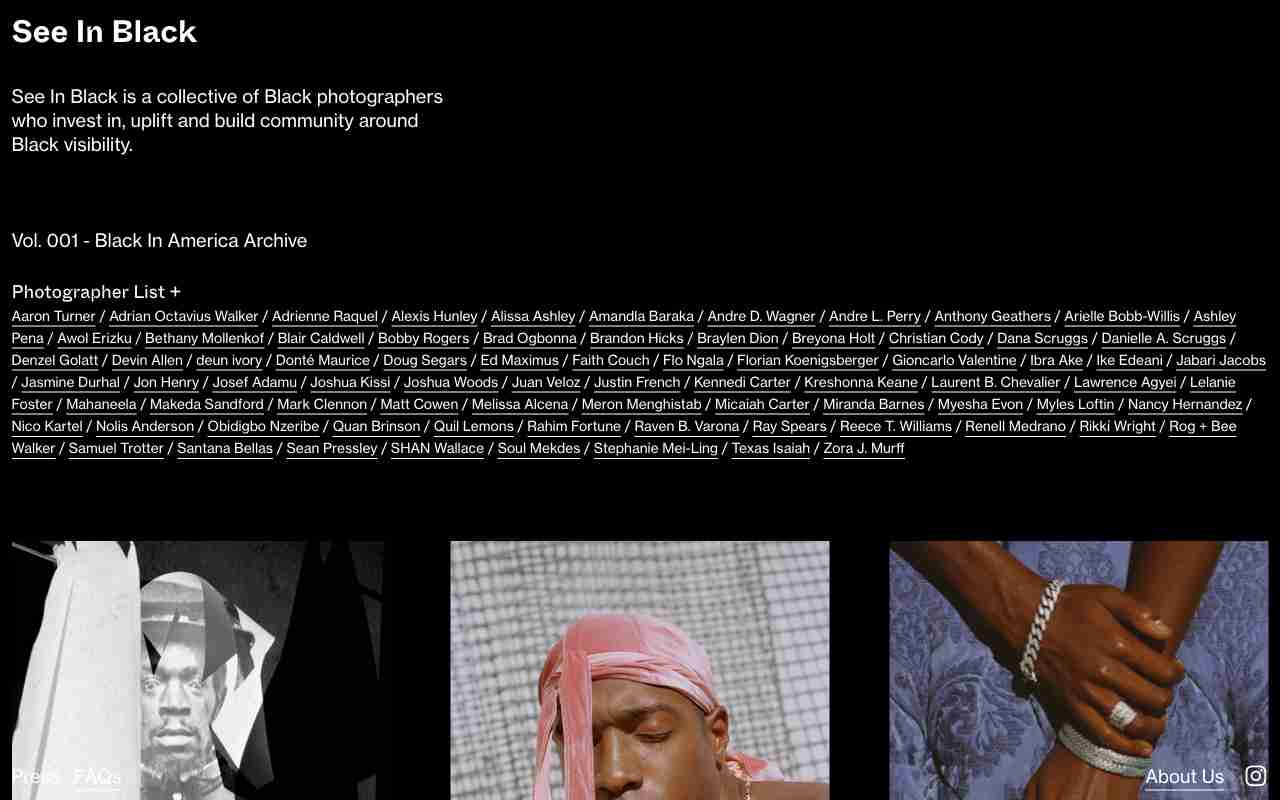 See In Black
See In Black is a collective of Black photographers
who invest in, uplift and build community around
Black visibility.
Vol. 001 - Black In America Archive
Photographer List +
Aaron Turner / Adrian Octavius Walker / Adrienne Raquel / Alexis Hunley / Alissa Ashley / Amandla Baraka / Andre D. Wagner / Andre L. Perry / Anthony Geathers / Arielle Bobb-Willis / Ashley
Pena / Awol Erizku / Bethany Mollenkof / Blair Caldwell / Bobby Rogers / Brad Ogbonna / Brandon Hicks / Braylen Dion / Breyona Holt / Christian Cody / Dana Scruggs / Danielle A. Scruggs /
Denzel Golatt / Devin Allen / deun ivory / Donté Maurice / Doug Segars / Ed Maximus / Faith Couch / Flo Ngala / Florian Koenigsberger / Gioncarlo Valentine / Ibra Ake / Ike Edeani / Jabari Jacobs
/ Jasmine Durhal / Jon Henry / Josef Adamu / Joshua Kissi / Joshua Woods / Juan Veloz / Justin French / Kennedi Carter / Kreshonna Keane / Laurent B. Chevalier / Lawrence Agyei / Lelanie
Foster / Mahaneela / Makeda Sandford / Mark Clennon / Matt Cowen / Melissa Alcena / Meron Menghistab / Micaiah Carter / Miranda Barnes / Myesha Evon / Myles Loftin / Nancy Hernandez /
Nico Kartel / Nolis Anderson / Obidigbo Nzeribe / Quan Brinson / Quil Lemons / Rahim Fortune / Raven B. Varona / Ray Spears / Reece T. Williams / Renell Medrano / Rikki Wright / Rog + Bee
Walker / Samuel Trotter / Santana Bellas / Sean Pressley / SHAN Wallace / Soul Mekdes / Stephanie Mei-Ling / Texas Isaiah / Zora J. Murff
Press FAQs
About Us